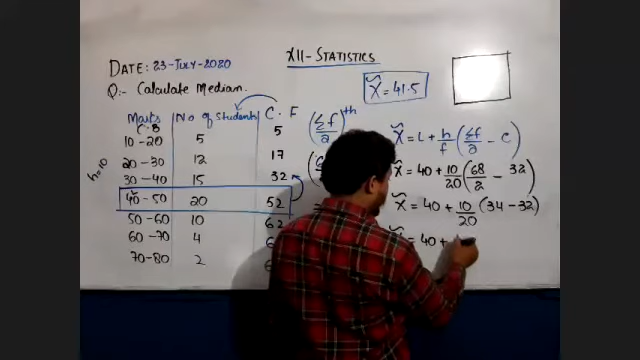 XII - STATISTICS
DATE: 23-JULY-2020
Q:- Calculate Median.
x̃ = 41.5
Marks No of Students C.F
C.B
10-20 5 5
20-30 12 17
30-40 15 32
40-50 20 52
50-60 10 62
60-70 4 6
70-80 2 6
h=10
(Σf/2)th
x̃ = L + h/f (Σf/2 - C)
x̃ = 40 + 10/20 (68/2 - 32)
x̃ = 40 + 10/20 (34 - 32)
x̃ = 40 +